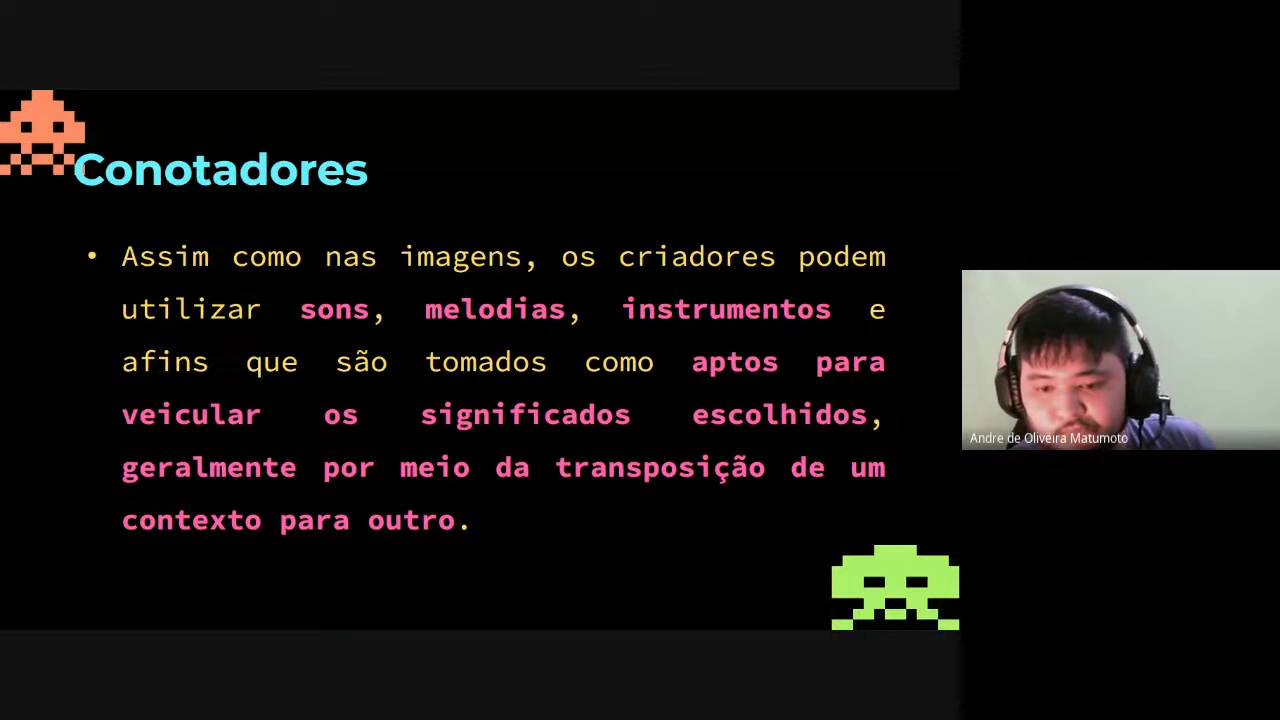 Conotadores
• Assim como nas imagens, os criadores podem
utilizar sons, melodias, instrumentos e
afins que são tomados como aptos para
veicular os significados escolhidos,
geralmente por meio da transposição de um
contexto para outro.
Andre de Oliveira Matumoto